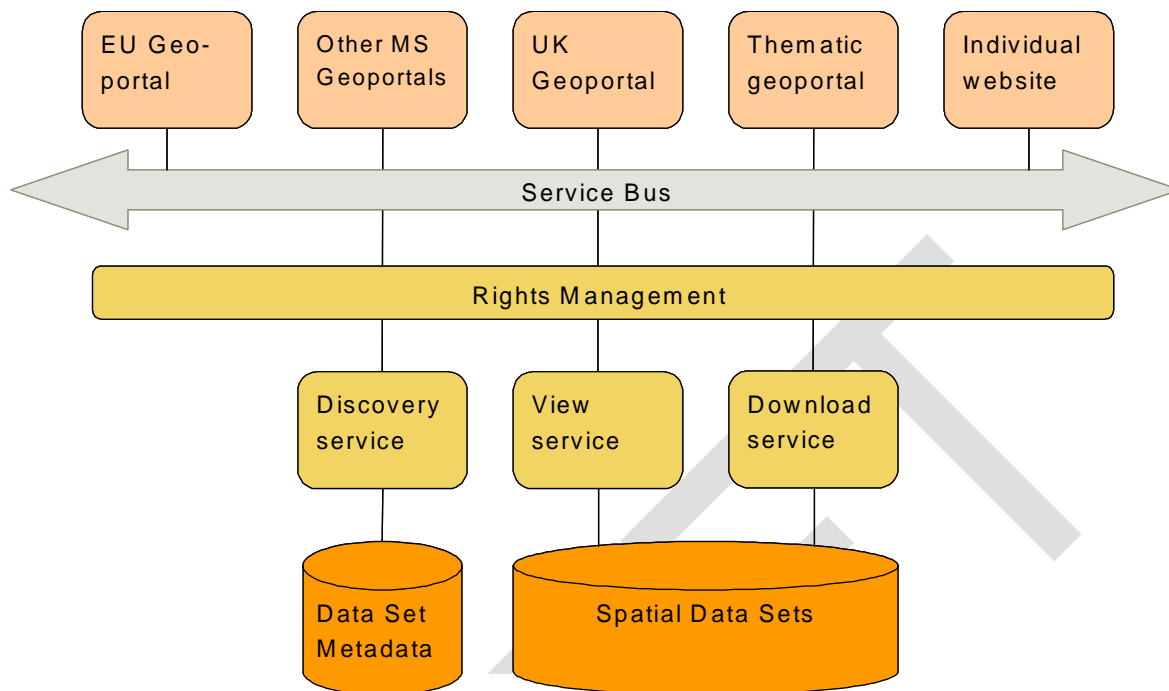 EU Geo-
portal
Other MS
Geoportals
UK
Geoportal
Thematic
geoportal
Individual
website
Service Bus
Rights Management
Discovery
service
View
service
Download
service
Data Set
Metadata
Spatial Data Sets